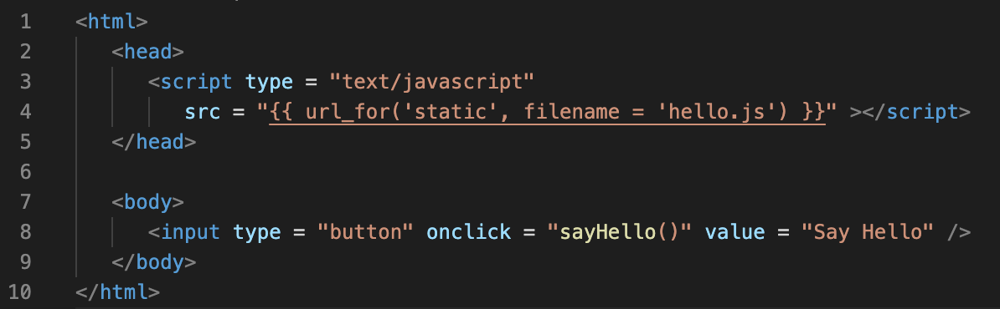 1 <html>
2 <head>
3 <script type = "text/javascript"
4 src = "{{ url_for('static', filename = 'hello.js') }}" ></script>
5 </head>
6
7 <body>
8 <input type = "button" onclick = "sayHello()" value = "Say Hello" />
9 </body>
10 </html>